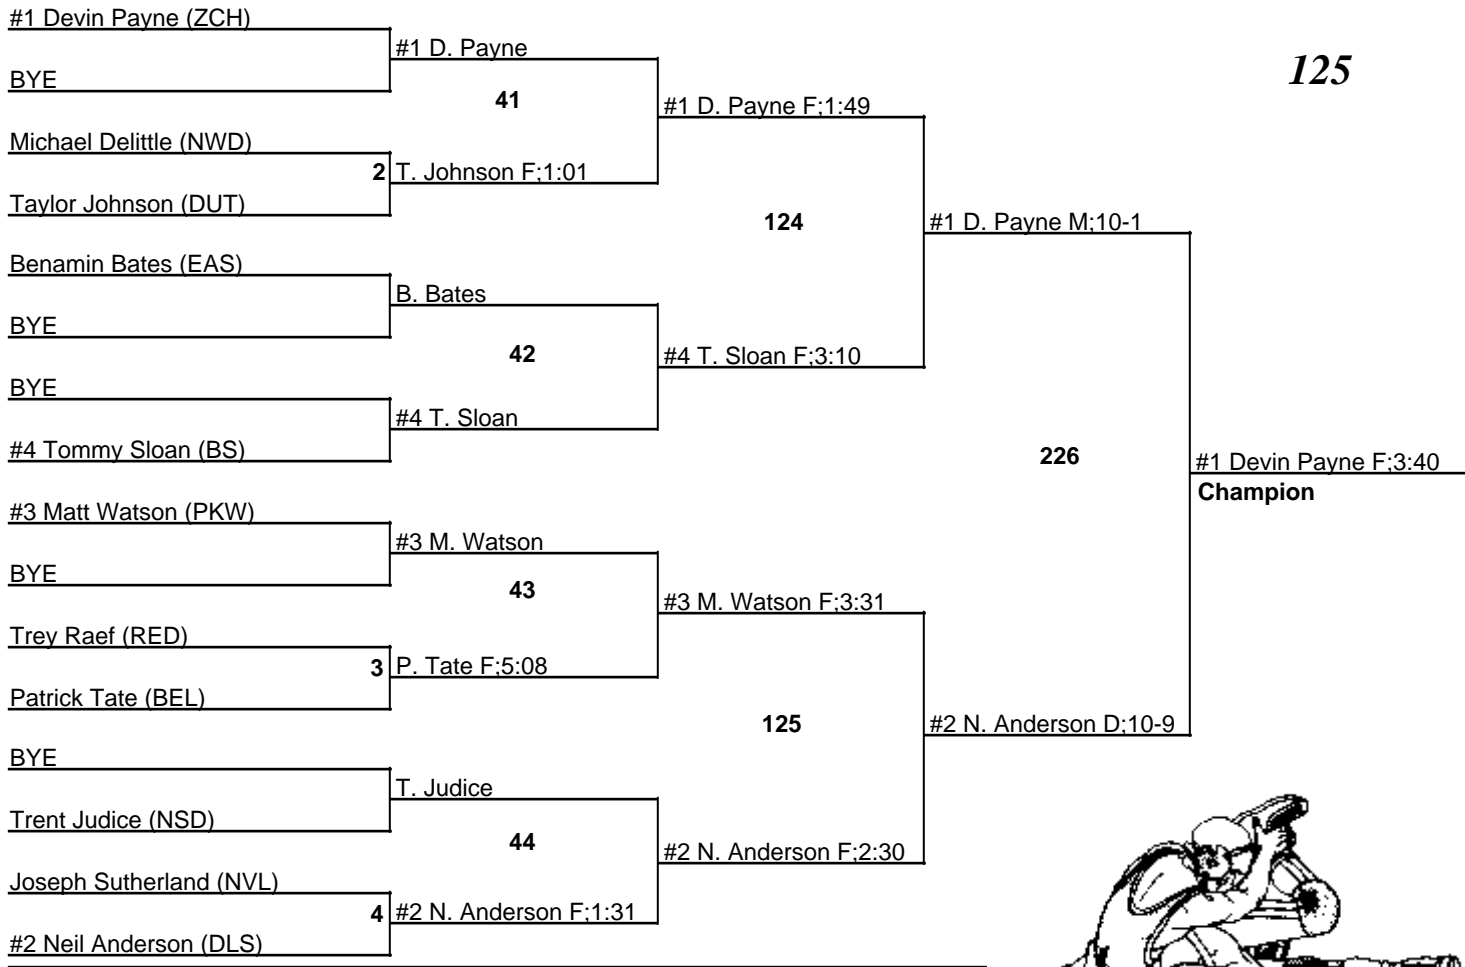 #1 Devin Payne (ZCH)
#1 D. Payne
125
BYE
41
#1 D. Payne F;1:49
Michael Delittle (NWD)
2 T. Johnson F;1:01
Taylor Johnson (DUT)
124
#1 D. Payne M;10-1
Benamin Bates (EAS)
B. Bates
BYE
42
#4 T. Sloan F;3:10
BYE
#4 T. Sloan
#4 Tommy Sloan (BS)
226
#1 Devin Payne F;3:40
Champion
#3 Matt Watson (PKW)
#3 M. Watson
BYE
43
#3 M. Watson F;3:31
Trey Raef (RED)
3 P. Tate F;5:08
Patrick Tate (BEL)
125
#2 N. Anderson D;10-9
BYE
T. Judice
Trent Judice (NSD)
44
#2 N. Anderson F;2:30
Joseph Sutherland (NVL)
4 #2 N. Anderson F;1:31
#2 Neil Anderson (DLS)